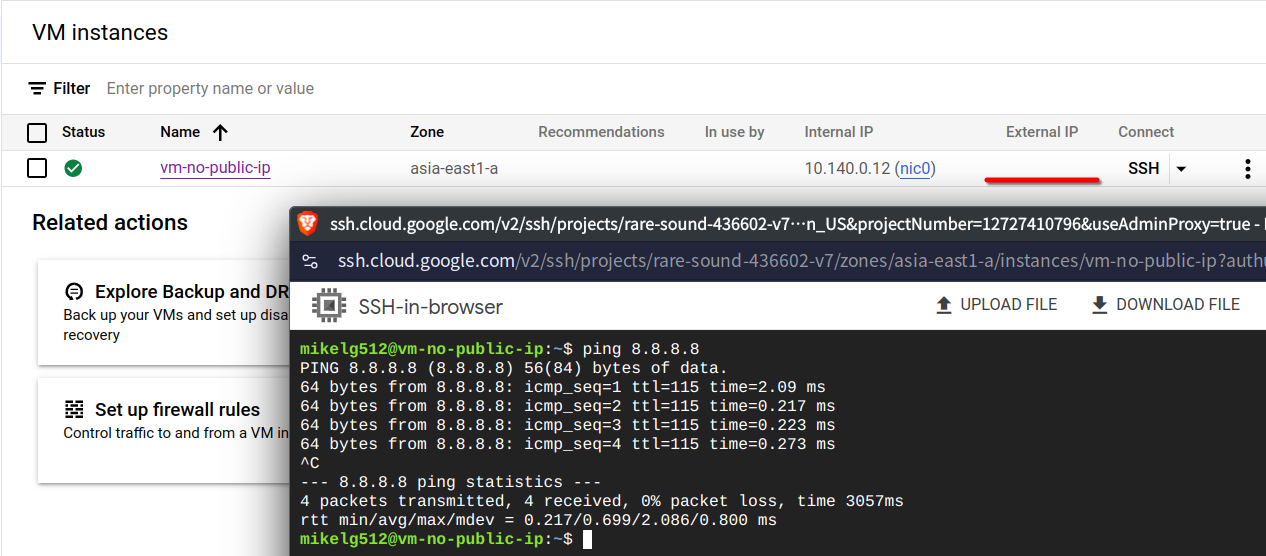 VM instances
Filter Enter property name or value
Status Name Zone Recommendations In use by Internal IP External IP Connect
vm-no-public-ip asia-east1-a 10.140.0.12 (nic0) SSH
Related actions
ssh.cloud.google.com/v2/ssh/projects/rare-sound-436602-v7…n_US&projectNumber=12727410796&useAdminProxy=true -
ssh.cloud.google.com/v2/ssh/projects/rare-sound-436602-v7/zones/asia-east1-a/instances/vm-no-public-ip?authu
Explore Backup and DR
Back up your VMs and set up disa
recovery
SSH-in-browser UPLOAD FILE DOWNLOAD FILE
Set up firewall rules
Control traffic to and from a VM in
mikelg512@vm-no-public-ip:~$ ping 8.8.8.8
PING 8.8.8.8 (8.8.8.8) 56(84) bytes of data.
64 bytes from 8.8.8.8: icmp_seq=1 ttl=115 time=2.09 ms
64 bytes from 8.8.8.8: icmp_seq=2 ttl=115 time=0.217 ms
64 bytes from 8.8.8.8: icmp_seq=3 ttl=115 time=0.223 ms
64 bytes from 8.8.8.8: icmp_seq=4 ttl=115 time=0.273 ms
^C
--- 8.8.8.8 ping statistics ---
4 packets transmitted, 4 received, 0% packet loss, time 3057ms
rtt min/avg/max/mdev = 0.217/0.699/2.086/0.800 ms
mikelg512@vm-no-public-ip:~$